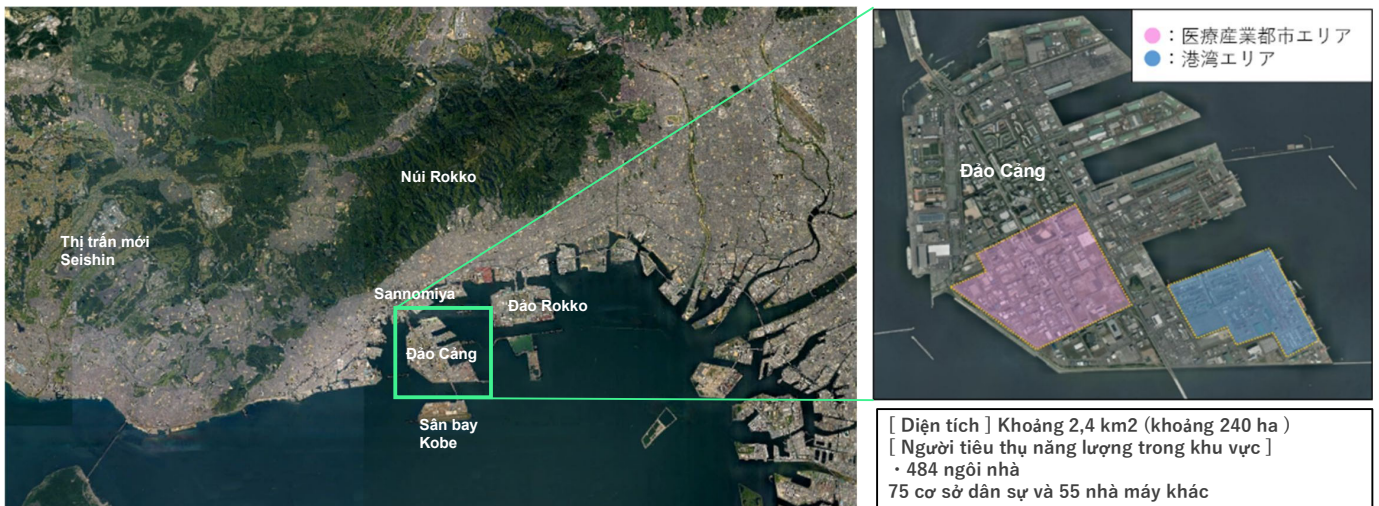 Núi Rokko
Thị trấn mới
Seishin
Sannomiya
Đảo Rokko
Đảo Cảng
Sân bay
Kobe
：医療産業都市エリア
：港湾エリア
Đảo Cảng
[ Diện tích ] Khoảng 2,4 km2 (khoảng 240 ha )
[ Người tiêu thụ năng lượng trong khu vực ]
・484 ngôi nhà
75 cơ sở dân sự và 55 nhà máy khác